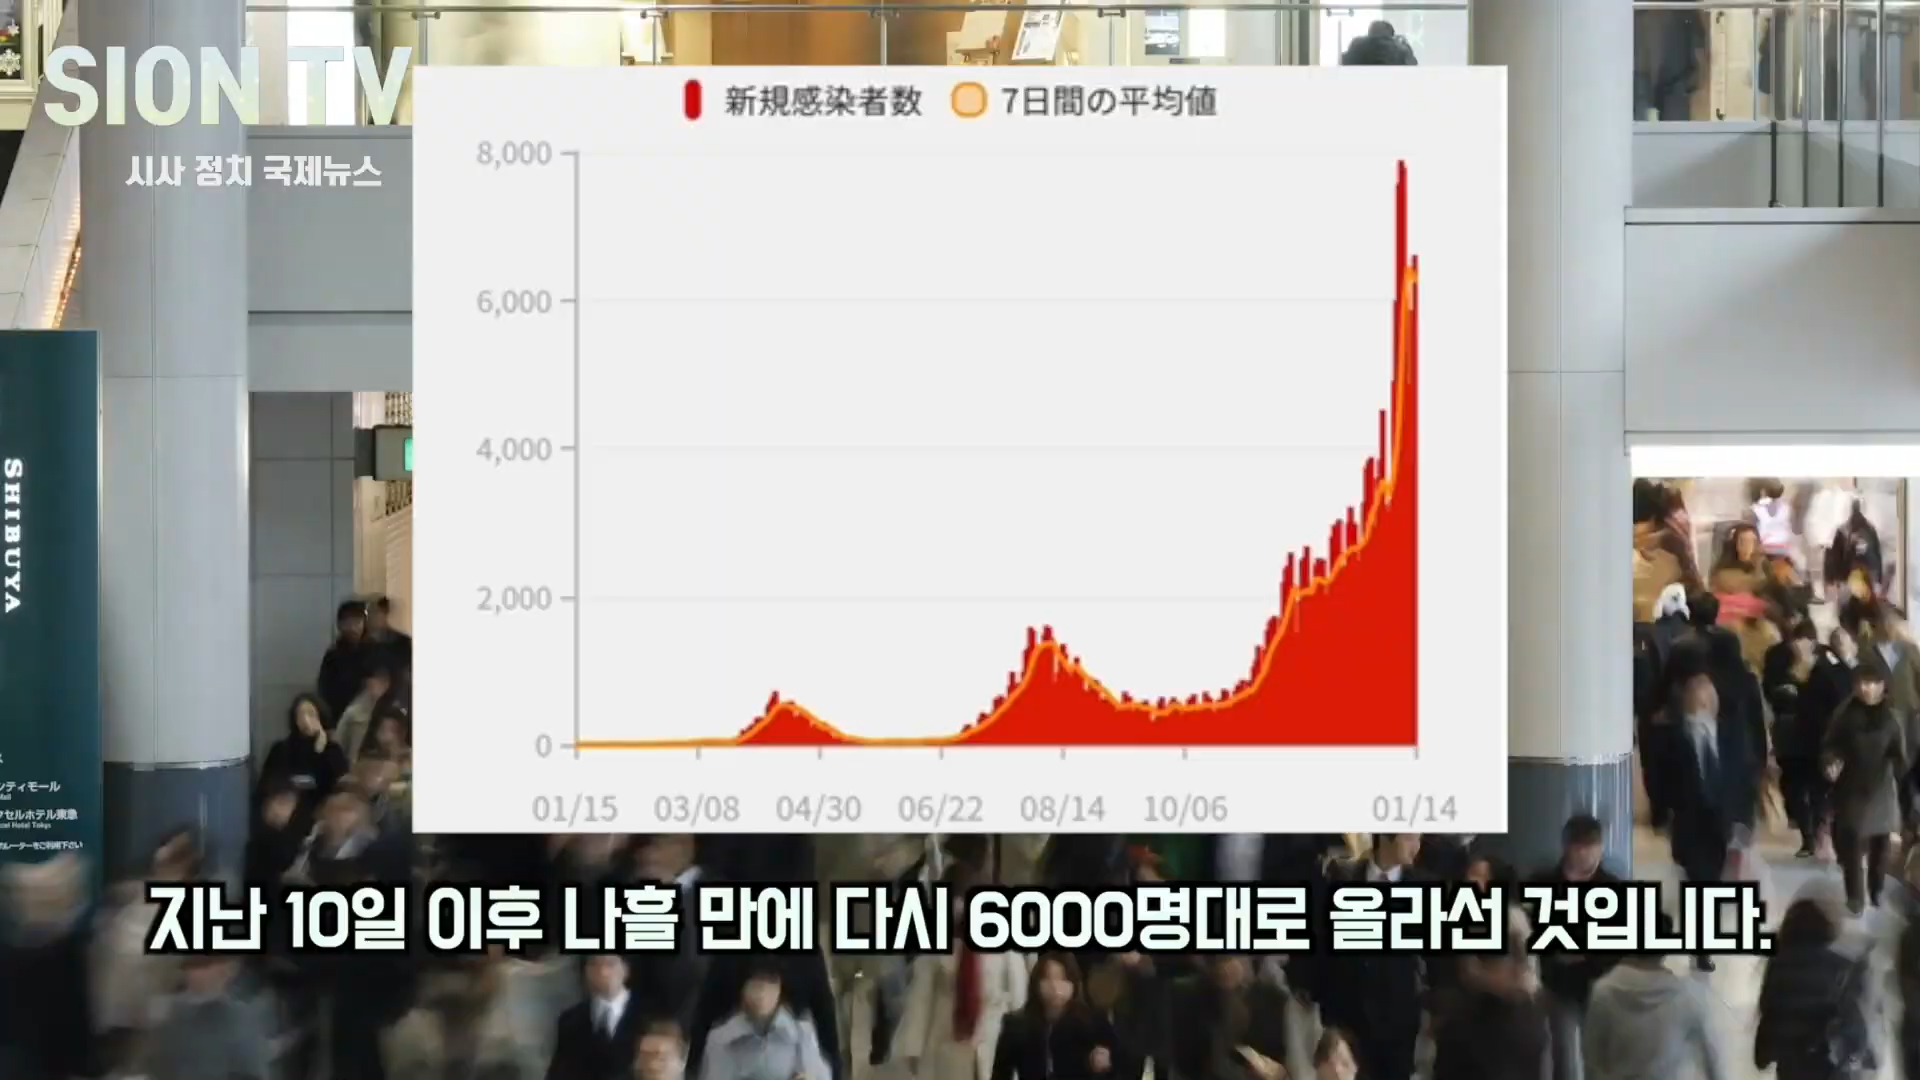 SION TV
시사 정치 국제뉴스
新規感染者数 7日間の平均値
8,000
6,000
4,000
2,000
0
01/15 03/08 04/30 06/22 08/14 10/06 01/14
SHIBUYA
지난 10일 이후 나흘 만에 다시 6000명대로 올라선 것입니다.